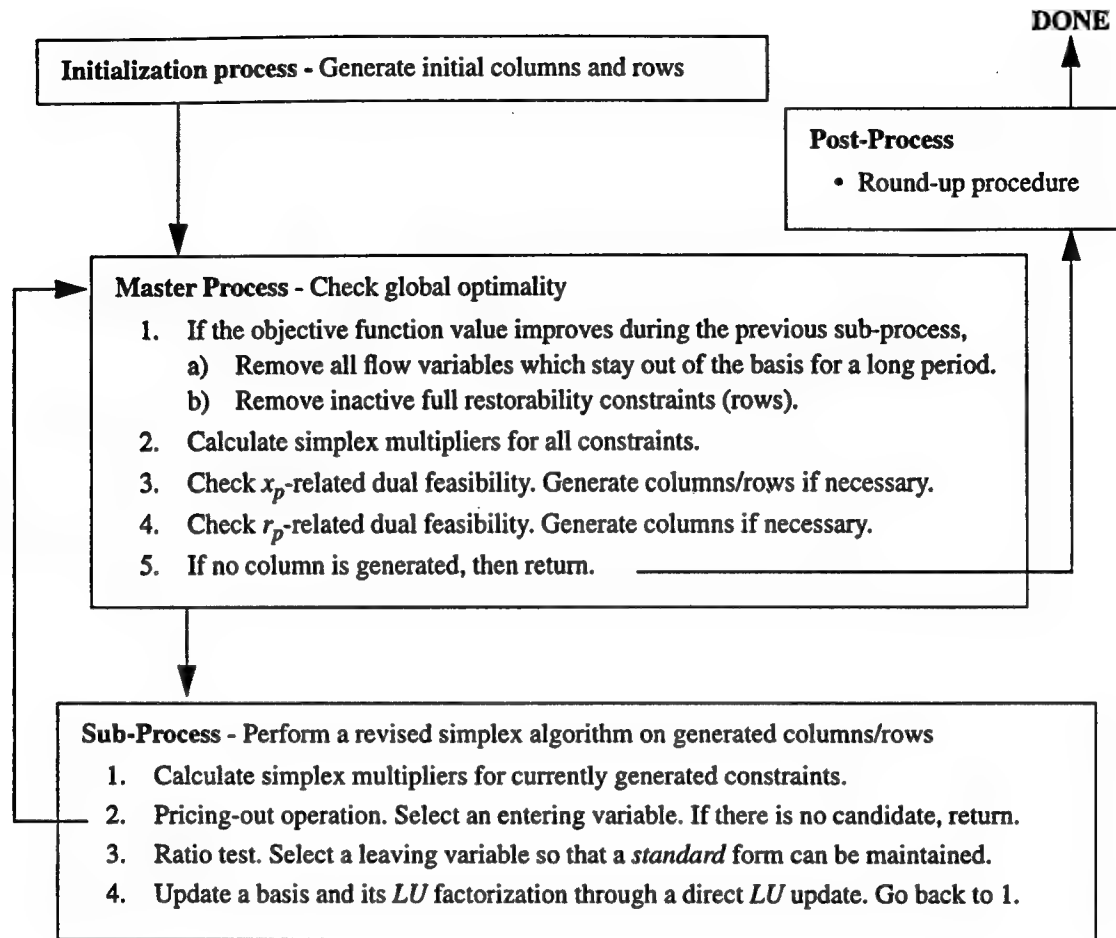 DONE
Initialization process - Generate initial columns and rows
Post-Process
• Round-up procedure
Master Process - Check global optimality
1. If the objective function value improves during the previous sub-process,
a) Remove all flow variables which stay out of the basis for a long period.
b) Remove inactive full restorability constraints (rows).
2. Calculate simplex multipliers for all constraints.
3. Check xp-related dual feasibility. Generate columns/rows if necessary.
4. Check rp-related dual feasibility. Generate columns if necessary.
5. If no column is generated, then return.
Sub-Process - Perform a revised simplex algorithm on generated columns/rows
1. Calculate simplex multipliers for currently generated constraints.
2. Pricing-out operation. Select an entering variable. If there is no candidate, return.
3. Ratio test. Select a leaving variable so that a standard form can be maintained.
4. Update a basis and its LU factorization through a direct LU update. Go back to 1.